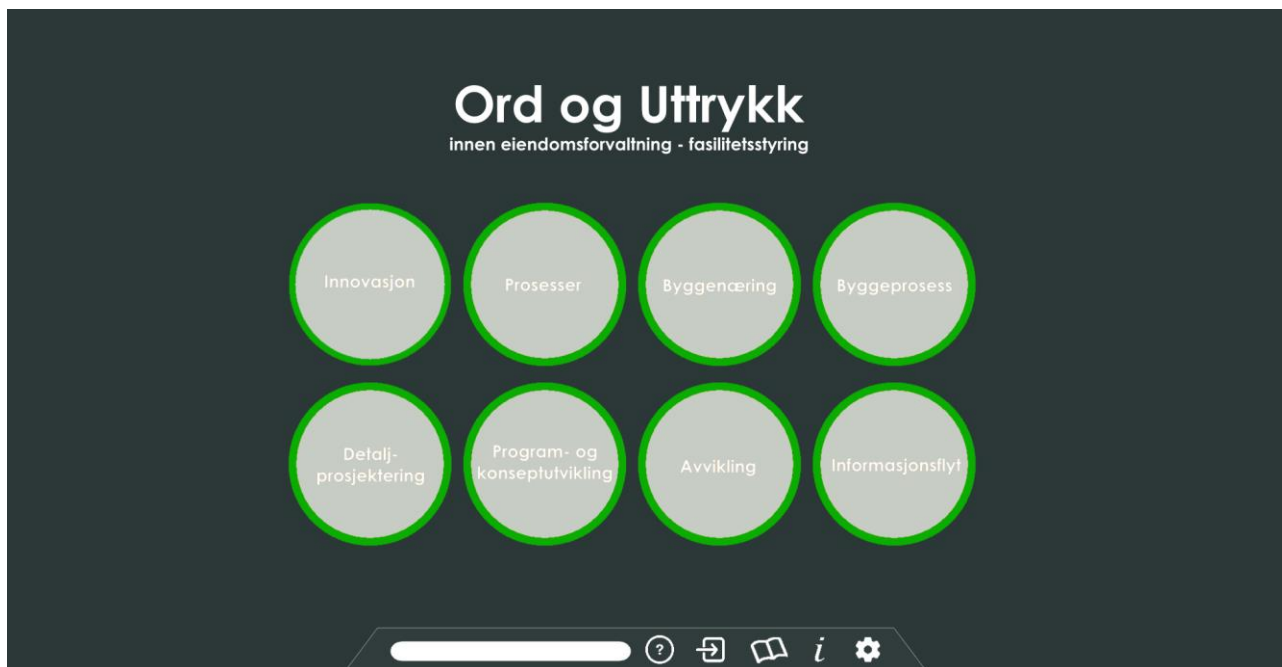 Ord og Uttrykk
innen eiendomsforvaltning - fasilitetsstyring
Innovasjon
Prosesser
Byggenæring
Byggeprosess
Detalj-
prosjektering
Program- og
konseptutvikling
Avvikling
Informasjonsflyt
?
i